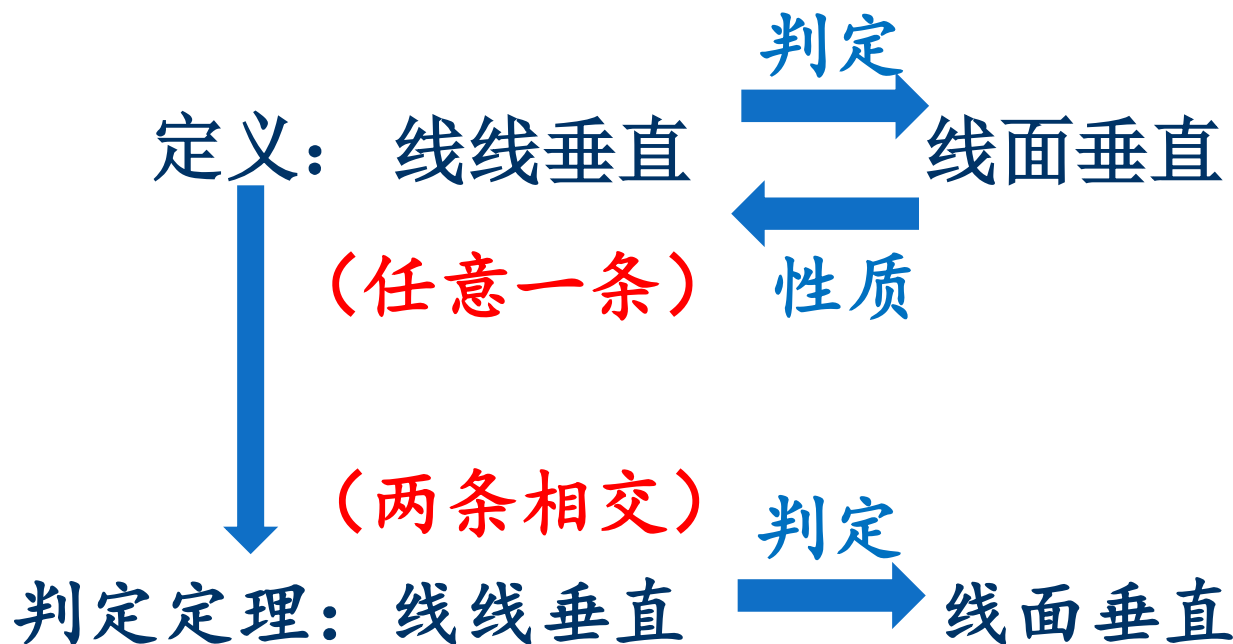 判定
定义： 线线垂直 线面垂直
（任意一条） 性质
（两条相交） 判定
判定定理：线线垂直 线面垂直